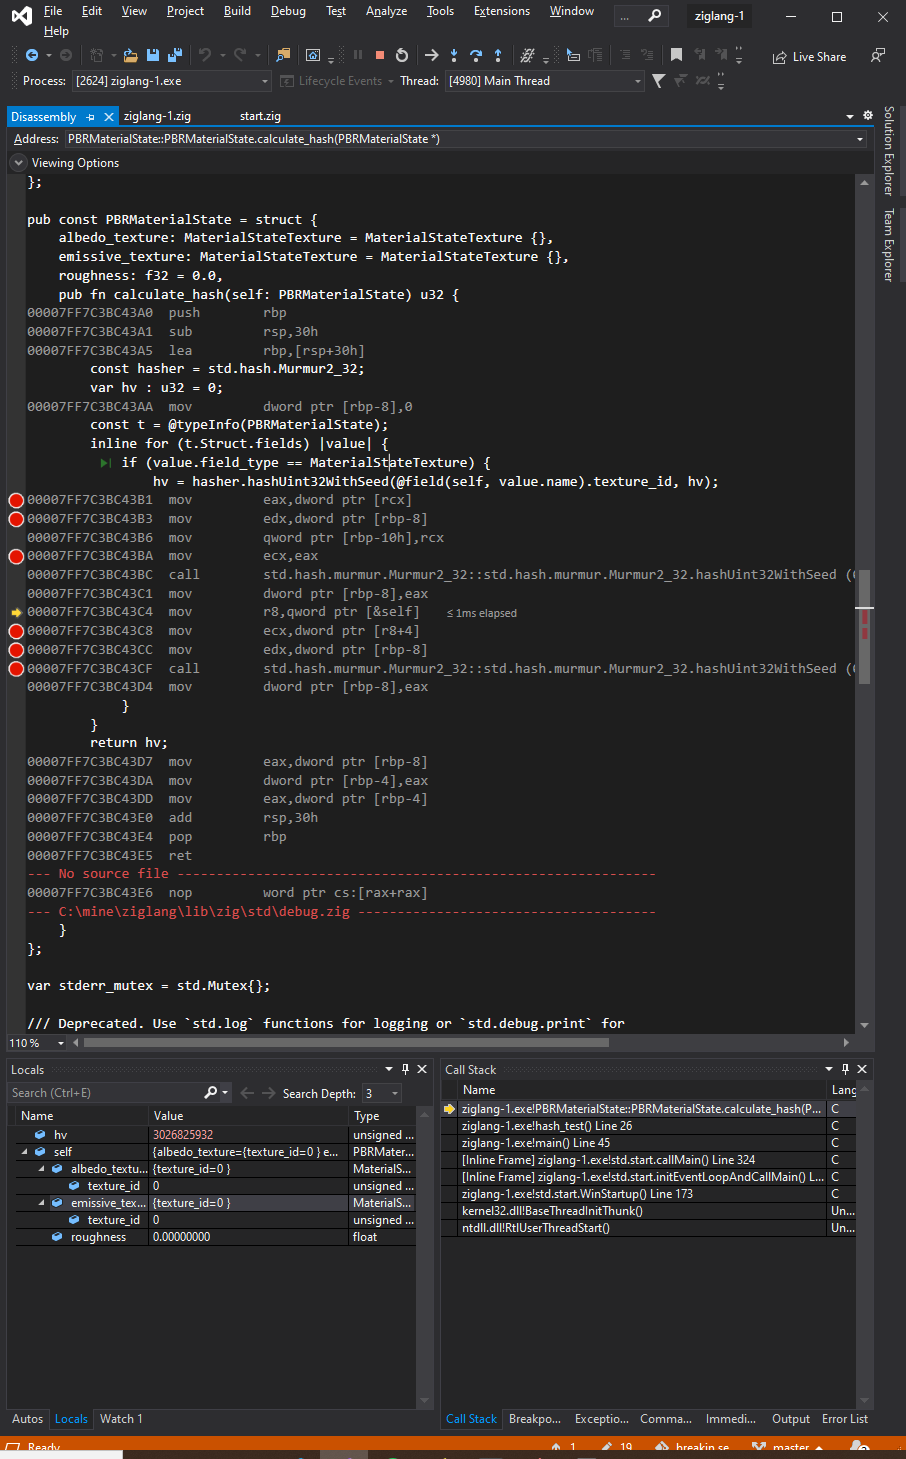 File Edit View Project Build Debug Test Analyze Tools Extensions Window ... ziglang-1
Help
Live Share
Process: [2624] ziglang-1.exe Lifecycle Events Thread: [4980] Main Thread
Disassembly ziglang-1.zig start.zig
Address: PBRMaterialState::PBRMaterialState.calculate_hash(PBRMaterialState *)
Viewing Options
Solution Explorer
Team Explorer
};
pub const PBRMaterialState = struct {
albedo_texture: MaterialStateTexture = MaterialStateTexture {},
emissive_texture: MaterialStateTexture = MaterialStateTexture {},
roughness: f32 = 0.0,
pub fn calculate_hash(self: PBRMaterialState) u32 {
00007FF7C3BC43A0 push rbp
00007FF7C3BC43A1 sub rsp,30h
00007FF7C3BC43A5 lea rbp,[rsp+30h]
const hasher = std.hash.Murmur2_32;
var hv : u32 = 0;
00007FF7C3BC43AA mov dword ptr [rbp-8],0
const t = @typeInfo(PBRMaterialState);
inline for (t.Struct.fields) |value| {
if (value.field_type == MaterialStateTexture) {
hv = hasher.hashUint32WithSeed(@field(self, value.name).texture_id, hv);
00007FF7C3BC43B1 mov eax,dword ptr [rcx]
00007FF7C3BC43B3 mov edx,dword ptr [rbp-8]
00007FF7C3BC43B6 mov qword ptr [rbp-10h],rcx
00007FF7C3BC43BA mov ecx,eax
00007FF7C3BC43BC call std.hash.murmur.Murmur2_32::std.hash.murmur.Murmur2_32.hashUint32WithSeed (
00007FF7C3BC43C1 mov dword ptr [rbp-8],eax
00007FF7C3BC43C4 mov r8,qword ptr [&self] ≤ 1ms elapsed
00007FF7C3BC43C8 mov ecx,dword ptr [r8+4]
00007FF7C3BC43CC mov edx,dword ptr [rbp-8]
00007FF7C3BC43CF call std.hash.murmur.Murmur2_32::std.hash.murmur.Murmur2_32.hashUint32WithSeed (
00007FF7C3BC43D4 mov dword ptr [rbp-8],eax
}
}
return hv;
00007FF7C3BC43D7 mov eax,dword ptr [rbp-8]
00007FF7C3BC43DA mov dword ptr [rbp-4],eax
00007FF7C3BC43DD mov eax,dword ptr [rbp-4]
00007FF7C3BC43E0 add rsp,30h
00007FF7C3BC43E4 pop rbp
00007FF7C3BC43E5 ret
--- No source file -------------------------------------------------------------
00007FF7C3BC43E6 nop word ptr cs:[rax+rax]
--- C:\mine\ziglang\lib\zig\std\debug.zig --------------------------------------
}
};
var stderr_mutex = std.Mutex{};
/// Deprecated. Use `std.log` functions for logging or `std.debug.print` for
110 %
Locals
Search (Ctrl+E) Search Depth: 3
Name Value Type
hv 3026825932 unsigned ...
self {albedo_texture={texture_id=0 } e... PBRMater...
albedo_textu... {texture_id=0 } MaterialS...
texture_id 0 unsigned ...
emissive_tex... {texture_id=0 } MaterialS...
texture_id 0 unsigned ...
roughness 0.00000000 float
Autos Locals Watch 1
Call Stack
Name Lang
ziglang-1.exe!PBRMaterialState::PBRMaterialState.calculate_hash(P... C
ziglang-1.exe!hash_test() Line 26 C
ziglang-1.exe!main() Line 45 C
[Inline Frame] ziglang-1.exe!std.start.callMain() Line 324 C
[Inline Frame] ziglang-1.exe!std.start.initEventLoopAndCallMain() L... C
ziglang-1.exe!std.start.WinStartup() Line 173 C
kernel32.dll!BaseThreadInitThunk() Un...
ntdll.dll!RtlUserThreadStart() Un...
Call Stack Breakpo... Exceptio... Comma... Immedi... Output Error List
Ready 1 19 breakin se master